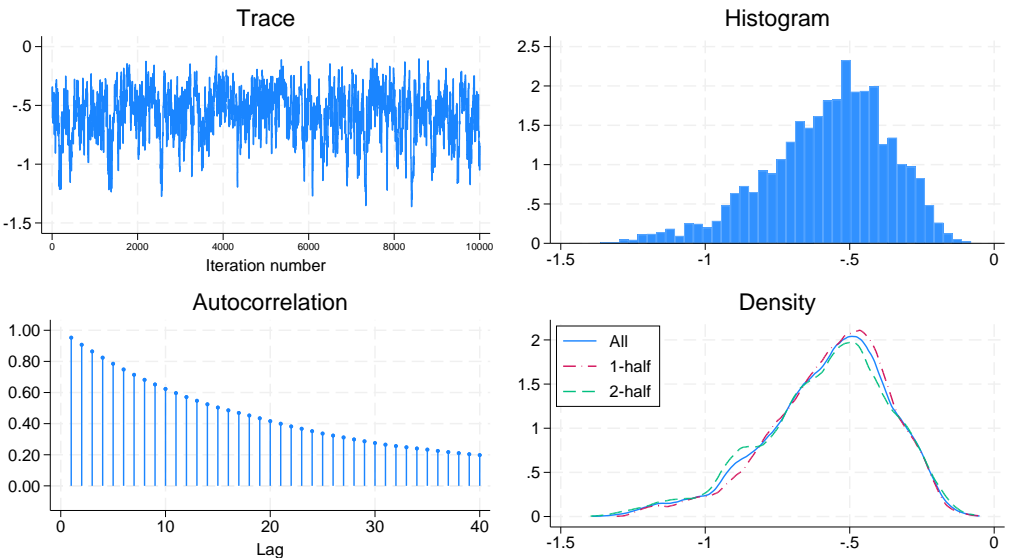 Trace
0
-.5
-1
-1.5
0 2000 4000 6000 8000 10000
Iteration number
Histogram
2.5
2
1.5
1
.5
0
-1.5 -1 -.5 0
Autocorrelation
1.00
0.80
0.60
0.40
0.20
0.00
0 10 20 30 40
Lag
Density
All
1-half
2-half
2
1.5
1
.5
0
-1.5 -1 -.5 0